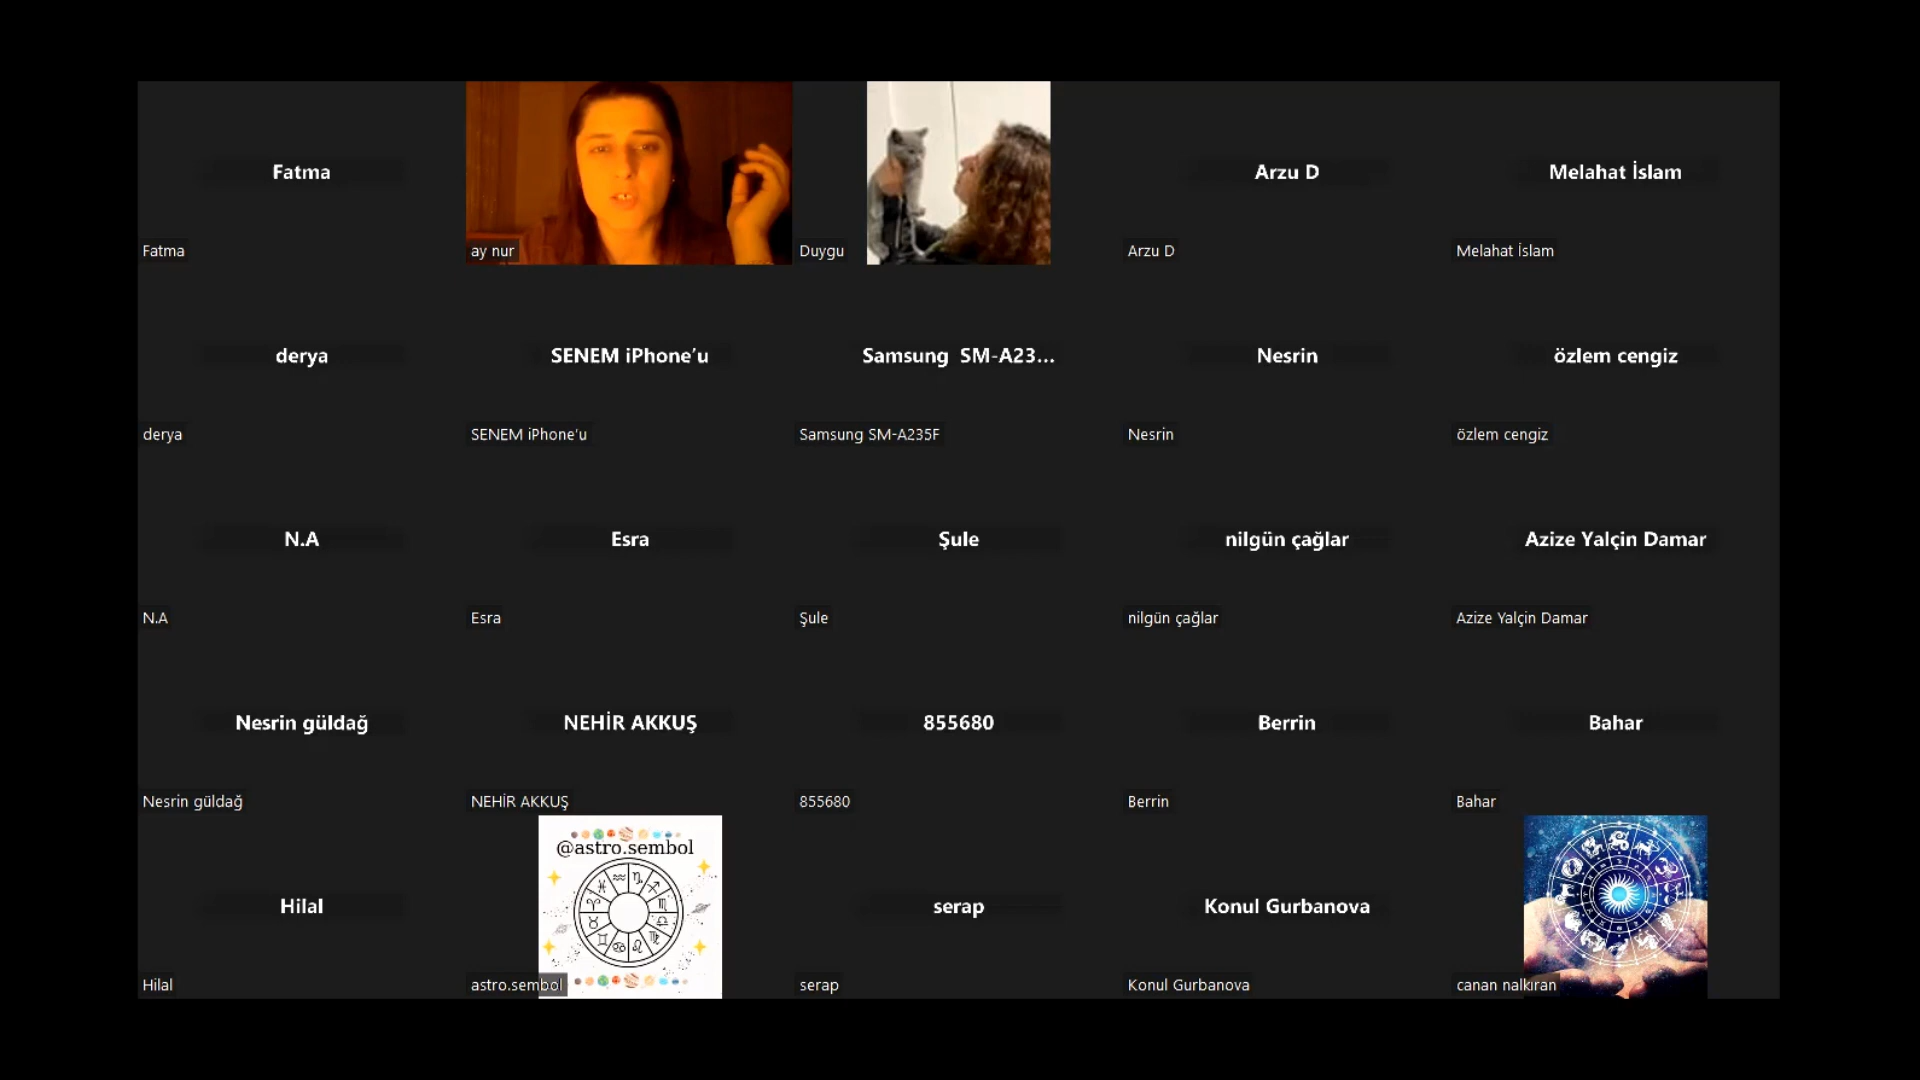 Fatma
Fatma
ay nur
Duygu
Arzu D
Arzu D
Melahat İslam
Melahat İslam
derya
derya
SENEM iPhone'u
SENEM iPhone'u
Samsung SM-A23...
Samsung SM-A235F
Nesrin
Nesrin
özlem cengiz
özlem cengiz
N.A
N.A
Esra
Esra
Şule
Şule
nilgün çağlar
nilgün çağlar
Azize Yalçin Damar
Azize Yalçin Damar
Nesrin güldağ
Nesrin güldağ
NEHİR AKKUŞ
NEHİR AKKUŞ
855680
855680
Berrin
Berrin
Bahar
Bahar
Hilal
Hilal
@astro.sembol
astro.sembol
serap
serap
Konul Gurbanova
Konul Gurbanova
canan nalkıran